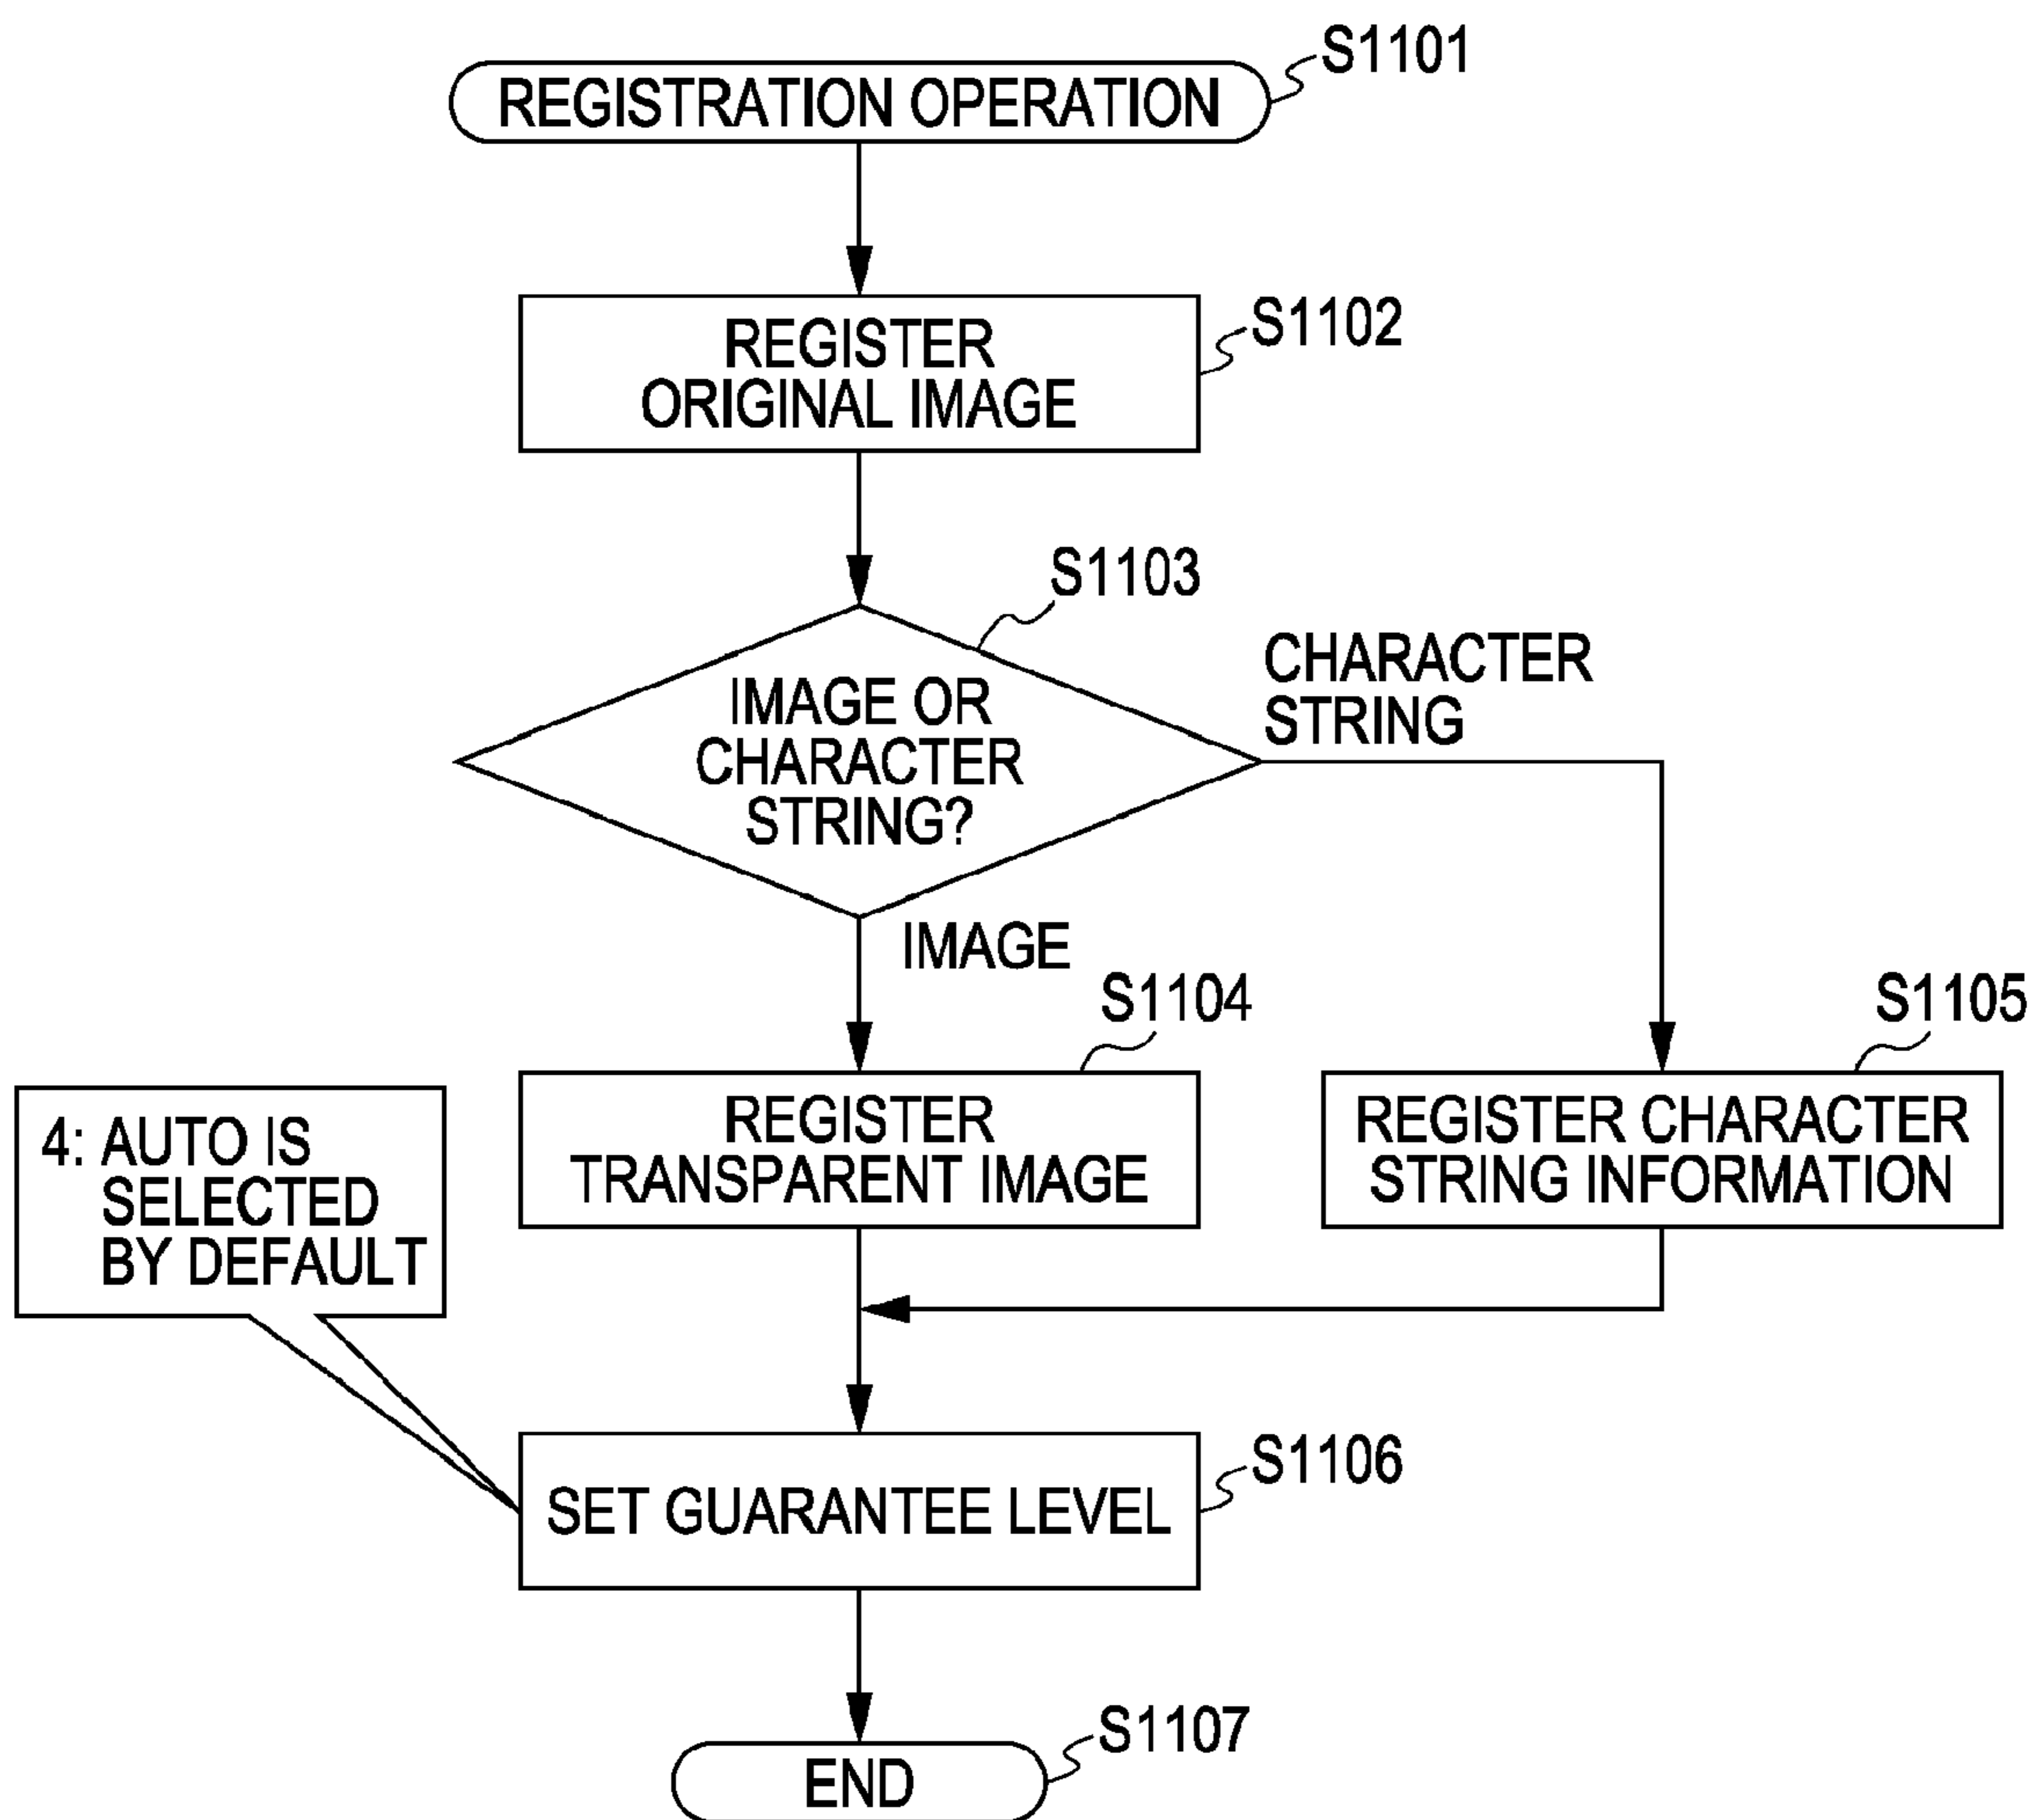 S1101
REGISTRATION OPERATION
S1102
REGISTER
ORIGINAL IMAGE
S1103
IMAGE OR
CHARACTER
STRING?
CHARACTER
STRING
IMAGE
S1104
REGISTER
TRANSPARENT IMAGE
S1105
REGISTER CHARACTER
STRING INFORMATION
4: AUTO IS
SELECTED
BY DEFAULT
S1106
SET GUARANTEE LEVEL
S1107
END